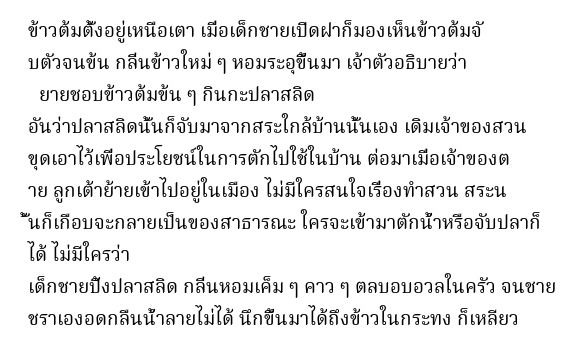 ข้าวต้มตั้งอยู่เหนือเตา เมื่อเด็กชายเปิดฝาก็มองเห็นข้าวต้มจั
บตัวจนข้น กลิ่นข้าวใหม่ ๆ หอมระอุขึ้นมา เจ้าตัวอธิบายว่า
ยายชอบข้าวต้มข้น ๆ กินกะปลาสลิด
อันว่าปลาสลิดนั้นก็จับมาจากสระใกล้บ้านนั้นเอง เดิมเจ้าของสวน
ขุดเอาไว้เพื่อประโยชน์ในการตักไปใช้ในบ้าน ต่อมาเมื่อเจ้าของต
าย ลูกเต้าย้ายเข้าไปอยู่ในเมือง ไม่มีใครสนใจเรื่องทำสวน สระน
ั้นก็เกือบจะกลายเป็นของสาธารณะ ใครจะเข้ามาตักน้ำหรือจับปลาก็
ได้ ไม่มีใครว่า
เด็กชายปิ้งปลาสลิด กลิ่นหอมเค็ม ๆ คาว ๆ ตลบอบอวลในครัว จนชาย
ชราเองอดกลืนน้ำลายไม่ได้ นึกขึ้นมาได้ถึงข้าวในกระทง ก็เหลียว